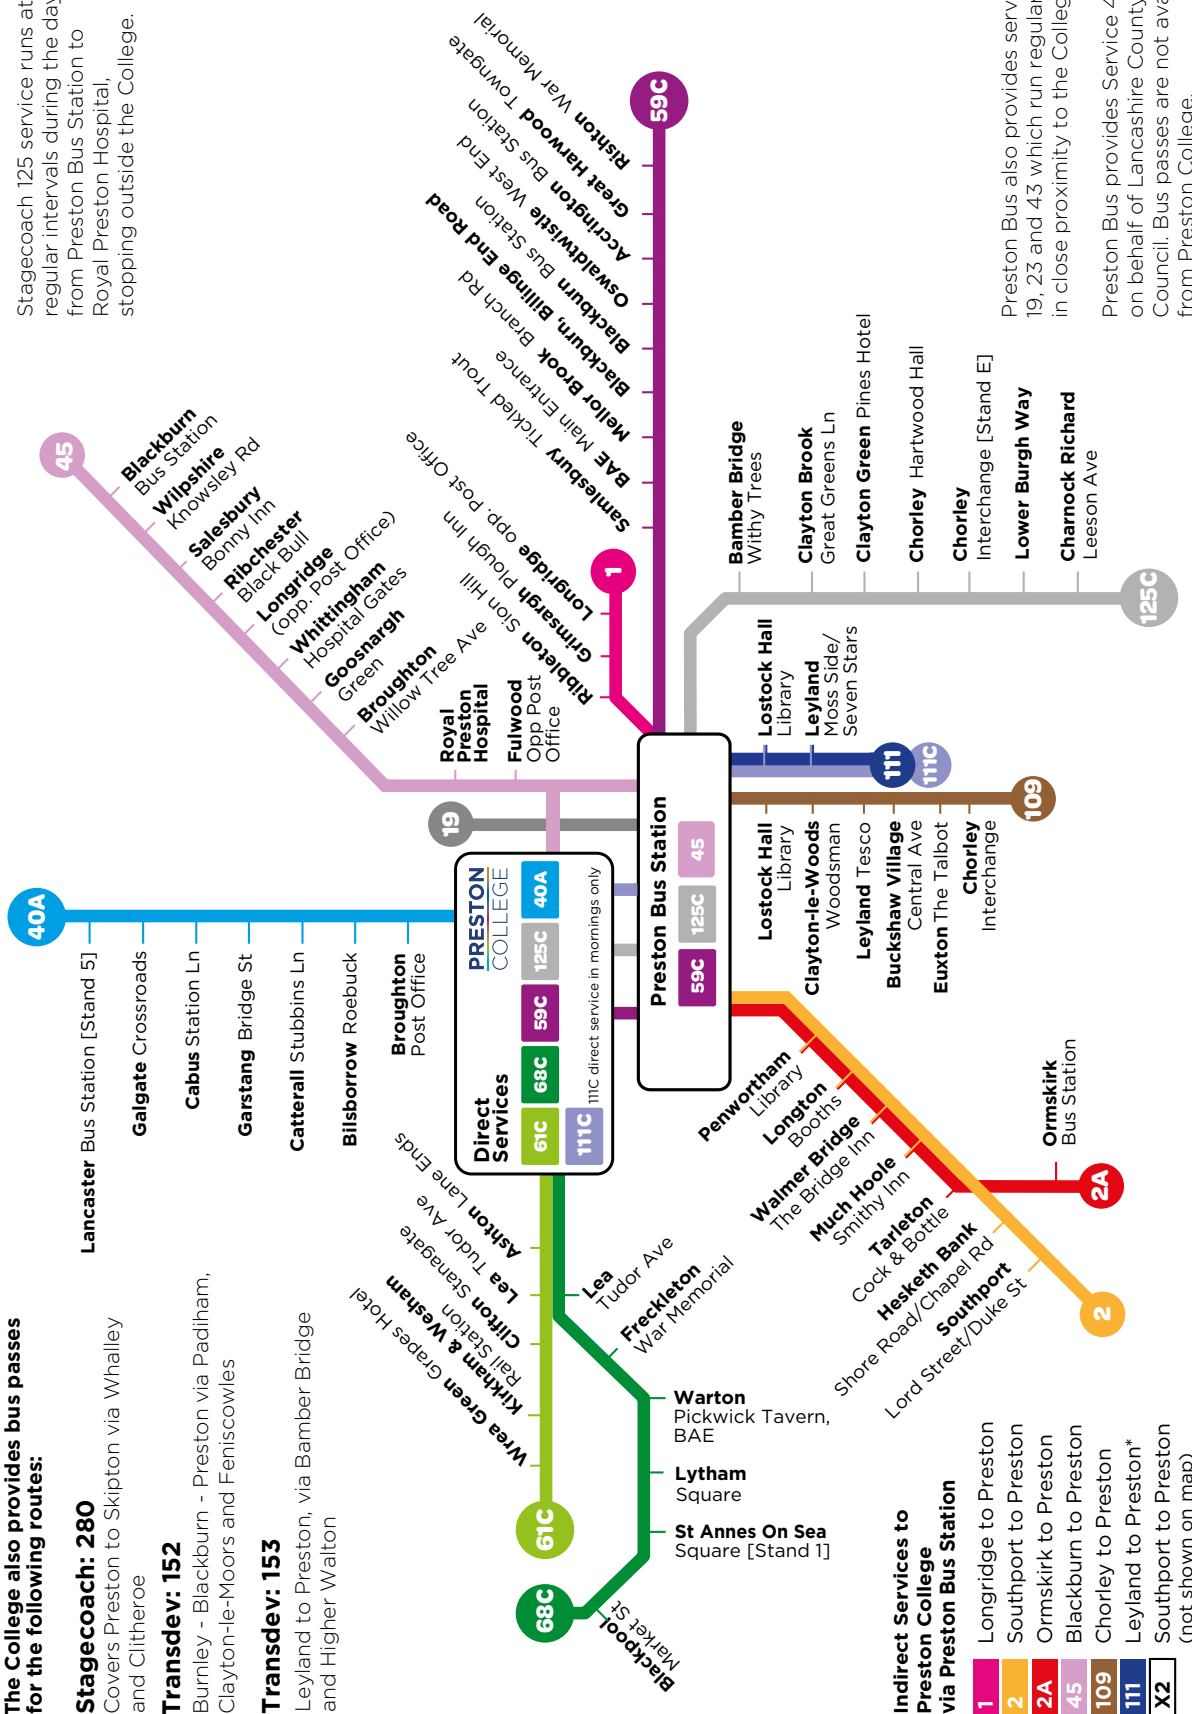 The College also provides bus passes
for the following routes:
Stagecoach: 280
Covers Preston to Skipton via Whalley
and Clitheroe
Transdev: 152
Burnley - Blackburn - Preston via Padiham,
Clayton-le-Moors and Feniscowles
Transdev: 153
Leyland to Preston, via Bamber Bridge
and Higher Walton
Stagecoach 125 service runs at
regular intervals during the day
from Preston Bus Station to
Royal Preston Hospital,
stopping outside the College.
40A
Lancaster Bus Station [Stand 5]
Galgate Crossroads
Cabus Station Ln
Garstang Bridge St
Catterall Stubbins Ln
Bilsborrow Roebuck
Broughton
Post Office
45
Blackburn
Bus Station
Wilpshire
Knowsley Rd
Salesbury
Bonny Inn
Ribchester
Black Bull
Longridge
(opp. Post Office)
Whittingham
Hospital Gates
Goosnargh
Green
Broughton
Willow Tree Ave
Royal
Preston
Hospital
Fulwood
Opp Post
Office
19
Direct
Services
PRESTON
COLLEGE
61C
68C
59C
125C
40A
111C
111C direct service in mornings only
Preston Bus Station
59C
125C
45
1
Ribbleton Sion Hill
Grimsargh Plough Inn
Longridge opp. Post Office
59C
Samlesbury Tickled Trout
BAE Main Entrance
Mellor Brook Branch Rd
Blackburn, Billinge End Road
Blackburn Bus Station
Oswaldtwistle West End
Accrington Bus Station
Great Harwood Towngate
Rishton War Memorial
61C
Wrea Green Grapes Hotel
Kirkham & Wesham
Rail Station
Clifton Stanagate
Lea Tudor Ave
Ashton Lane Ends
68C
Blackpool
Market St
St Annes On Sea
Square [Stand 1]
Lytham
Square
Warton
Pickwick Tavern,
BAE
Freckleton
War Memorial
Lea
Tudor Ave
Penwortham
Library
Longton
Booths
Walmer Bridge
The Bridge Inn
Much Hoole
Smithy Inn
Tarleton
Cock & Bottle
Hesketh Bank
Shore Road/Chapel Rd
Southport
Lord Street/Duke St
2
Ormskirk
Bus Station
2A
Lostock Hall
Library
Clayton-le-Woods
Woodsman
Leyland Tesco
Buckshaw Village
Central Ave
Euxton The Talbot
Chorley
Interchange
109
Lostock Hall
Library
Leyland
Moss Side/
Seven Stars
111
111C
Bamber Bridge
Withy Trees
Clayton Brook
Great Greens Ln
Clayton Green Pines Hotel
Chorley Hartwood Hall
Chorley
Interchange [Stand E]
Lower Burgh Way
Charnock Richard
Leeson Ave
125C
Indirect Services to
Preston College
via Preston Bus Station
1 Longridge to Preston
2 Southport to Preston
2A Ormskirk to Preston
45 Blackburn to Preston
109 Chorley to Preston
111 Leyland to Preston*
X2 Southport to Preston
(not shown on map)
Preston Bus also provides
19, 23 and 43 which run
in close proximity to the
Preston Bus provides Service
on behalf of Lancashire County
Council. Bus passes are not
from Preston College.